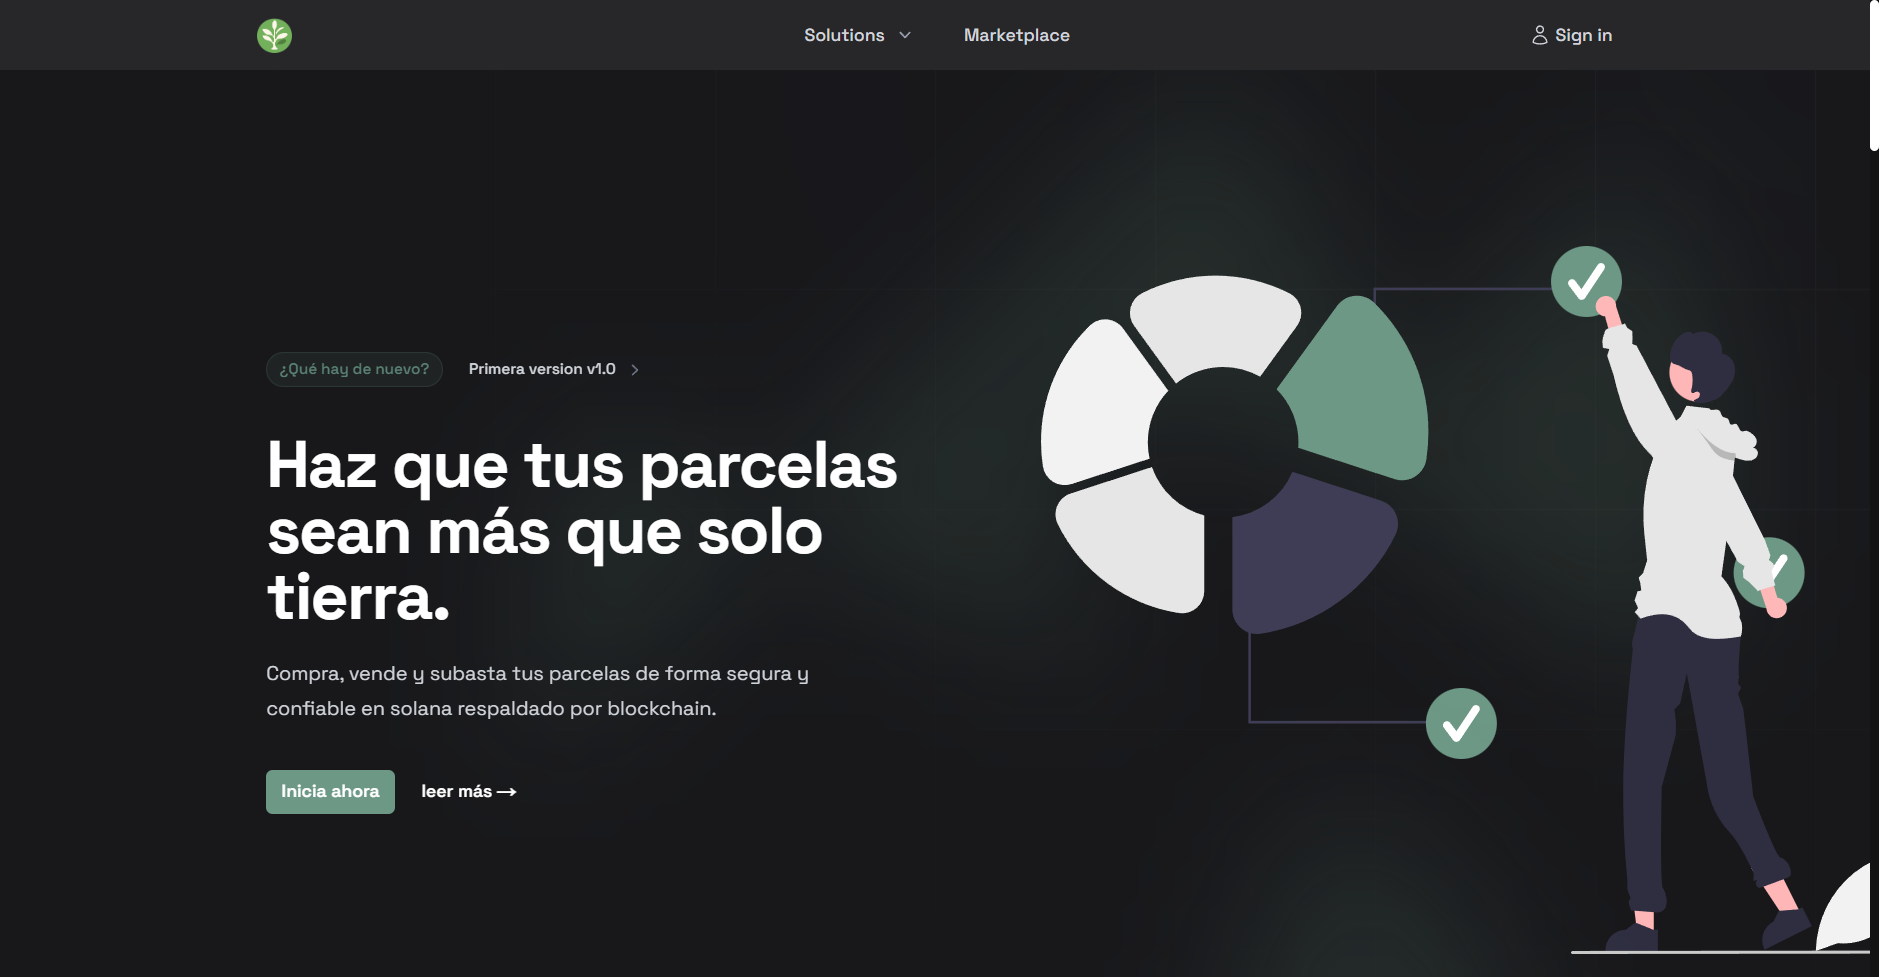 Solutions
Marketplace
Sign in
¿Qué hay de nuevo?
Primera version v1.0
Haz que tus parcelas
sean más que solo
tierra.
Compra, vende y subasta tus parcelas de forma segura y
confiable en solana respaldado por blockchain.
Inicia ahora
leer más →